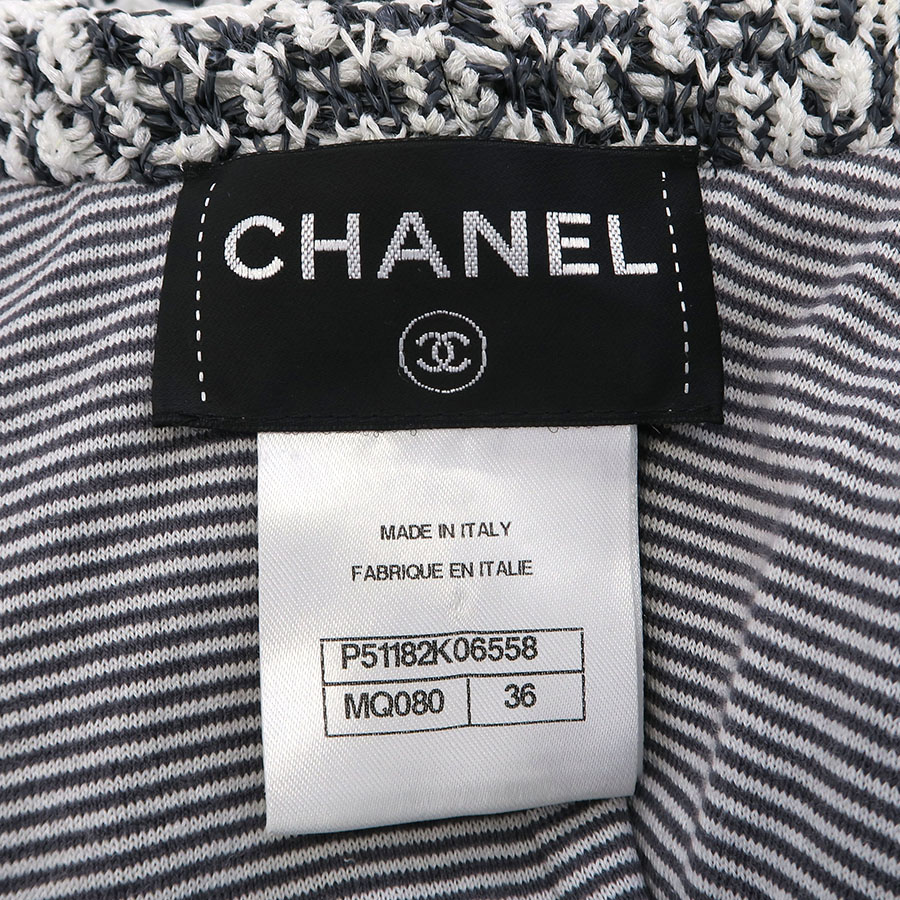 CHANEL
MADE IN ITALY
FABRIQUE EN ITALIE
P51182K06558
MQ080 36